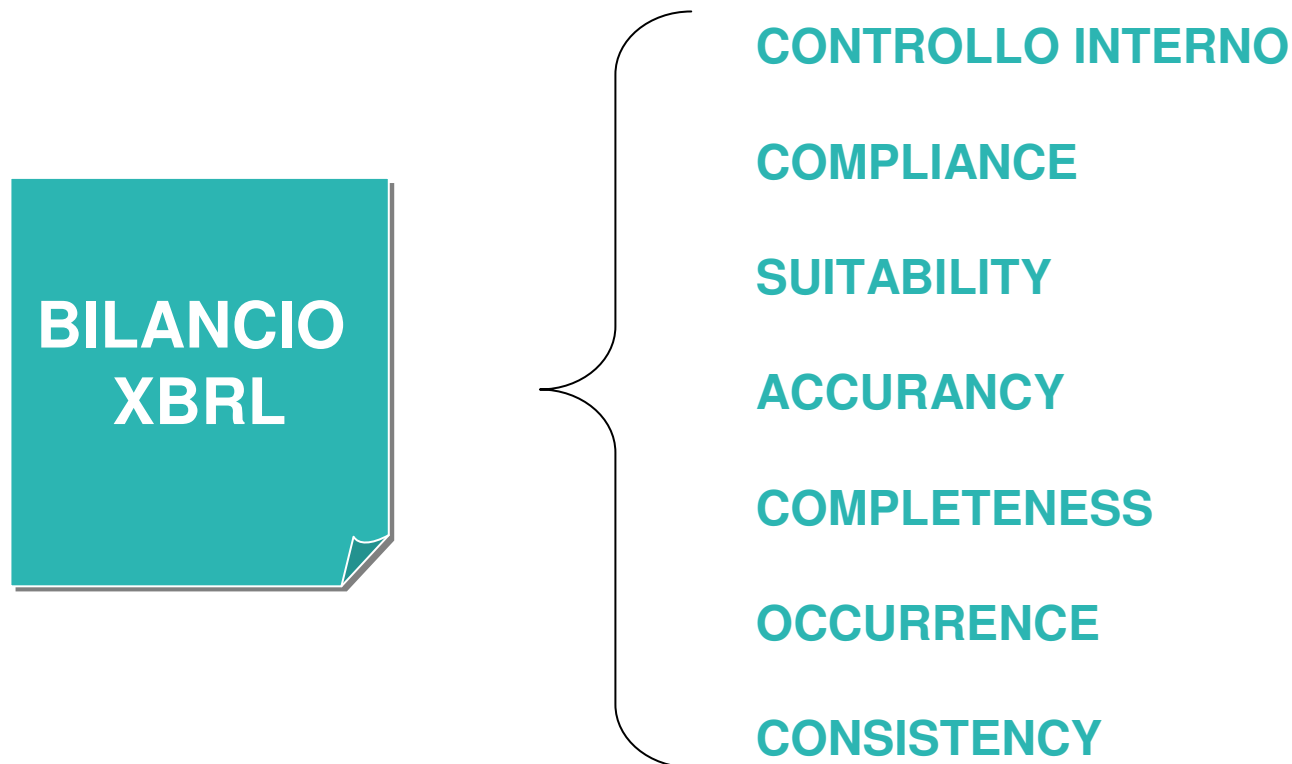 BILANCIO
XBRL
CONTROLLO INTERNO
COMPLIANCE
SUITABILITY
ACCURANCY
COMPLETENESS
OCCURRENCE
CONSISTENCY